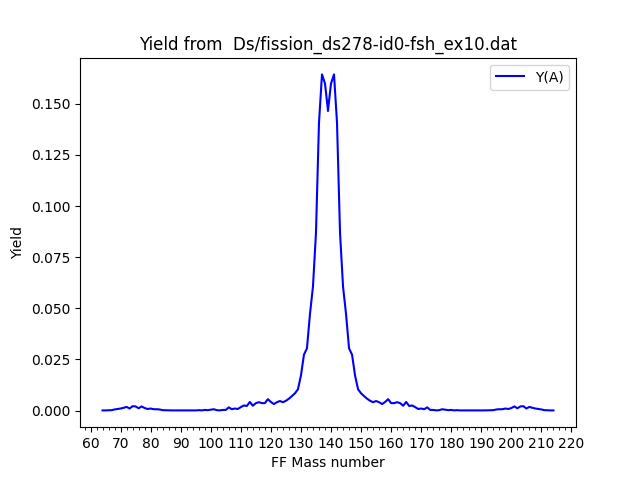 Yield from  Ds/fission_ds278-id0-fsh_ex10.dat
Y(A)
0.150
0.125
0.100
0.075
0.050
0.025
0.000
Yield
60 70 80 90 100 110 120 130 140 150 160 170 180 190 200 210 220
FF Mass number